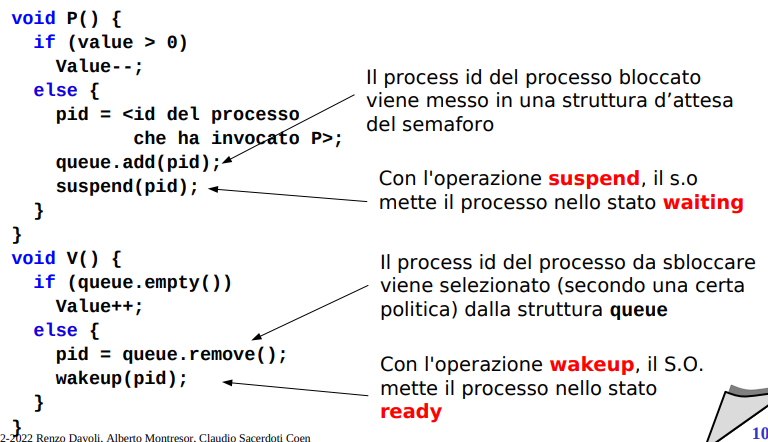 void P() {
if (value > 0)
Value--;
else {
pid = <id del processo
che ha invocato P>;
queue.add(pid);
suspend(pid);
}
}
Il process id del processo bloccato
viene messo in una struttura d’attesa
del semaforo
Con l'operazione suspend, il s.o
mette il processo nello stato waiting
void V() {
if (queue.empty())
Value++;
else {
pid = queue.remove();
wakeup(pid);
}
}
Il process id del processo da sbloccare
viene selezionato (secondo una certa
politica) dalla struttura queue
Con l'operazione wakeup, il S.O.
mette il processo nello stato
ready
2-2022 Renzo Davoli, Alberto Montresor, Claudio Sacerdoti Coen
10